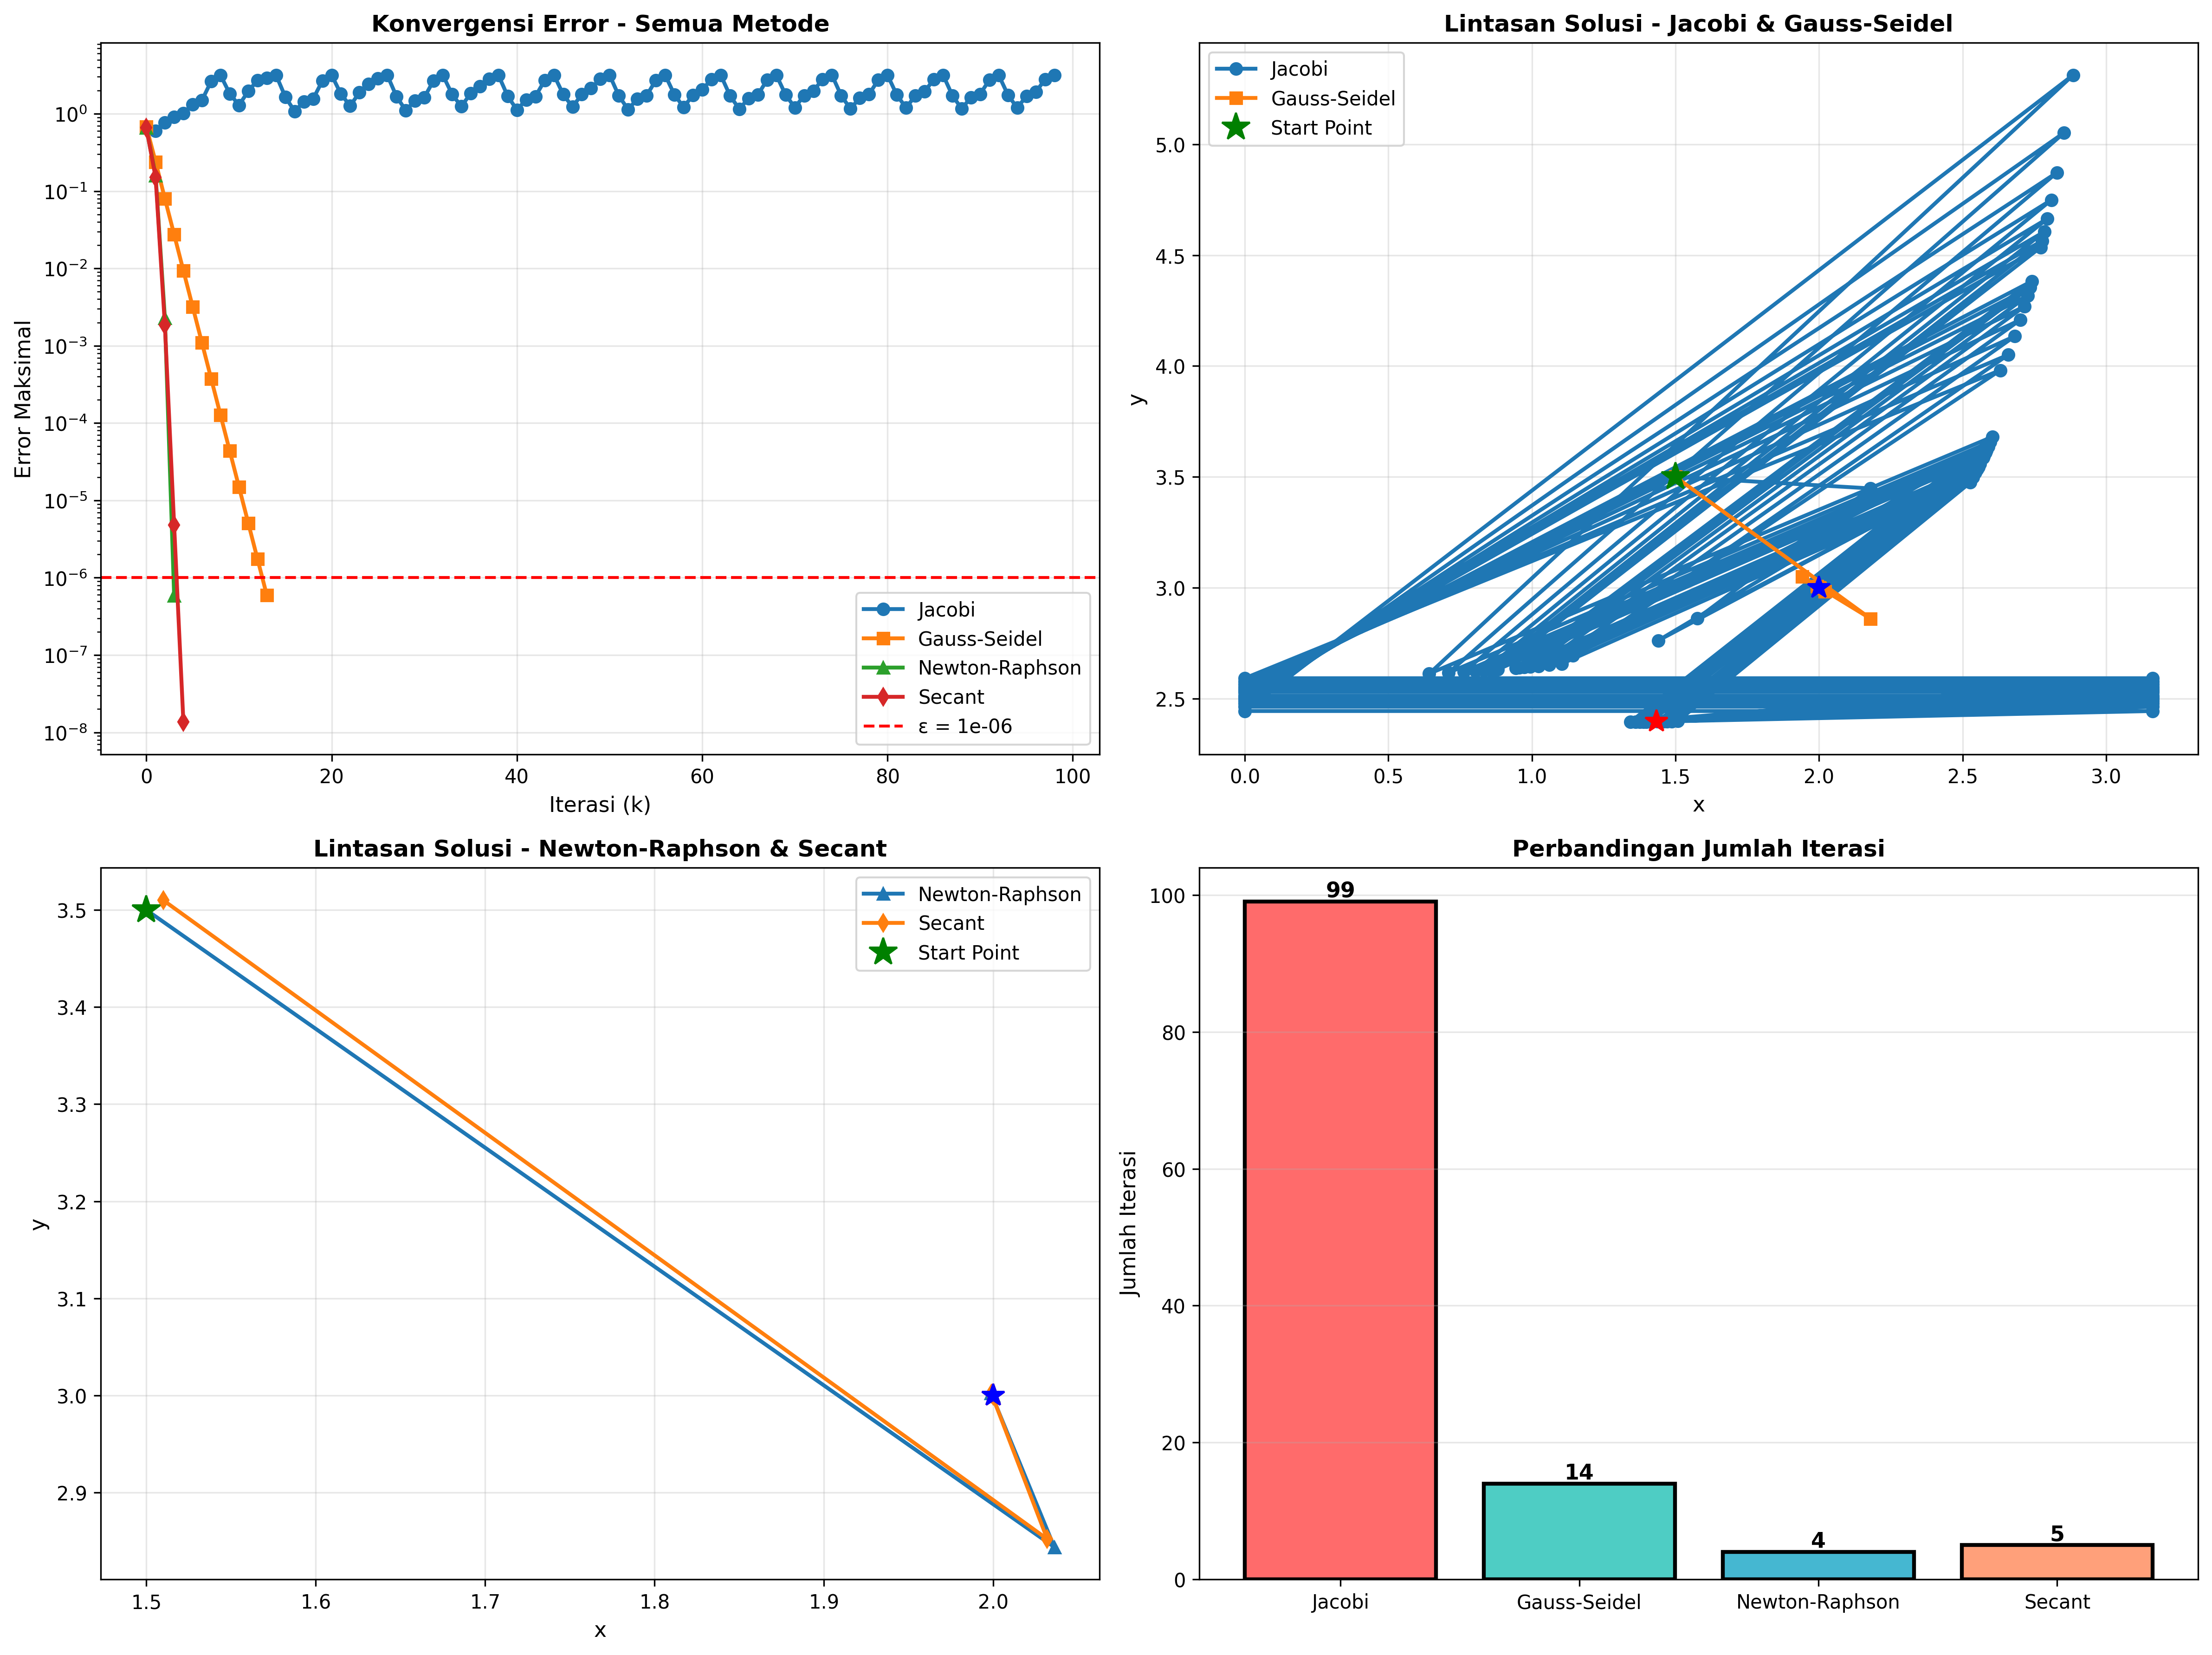 Konvergensi Error - Semua Metode
Error Maksimal
10⁰
10⁻¹
10⁻²
10⁻³
10⁻⁴
10⁻⁵
10⁻⁶
10⁻⁷
10⁻⁸
Jacobi
Gauss-Seidel
Newton-Raphson
Secant
ε = 1e-06
0 20 40 60 80 100
Iterasi (k)
Lintasan Solusi - Jacobi & Gauss-Seidel
Jacobi
Gauss-Seidel
Start Point
y
5.0
4.5
4.0
3.5
3.0
2.5
0.0 0.5 1.0 1.5 2.0 2.5 3.0
x
Lintasan Solusi - Newton-Raphson & Secant
Newton-Raphson
Secant
Start Point
y
3.5
3.4
3.3
3.2
3.1
3.0
2.9
1.5 1.6 1.7 1.8 1.9 2.0
x
Perbandingan Jumlah Iterasi
Jumlah Iterasi
100
80
60
40
20
0
99
14
4
5
Jacobi Gauss-Seidel Newton-Raphson Secant